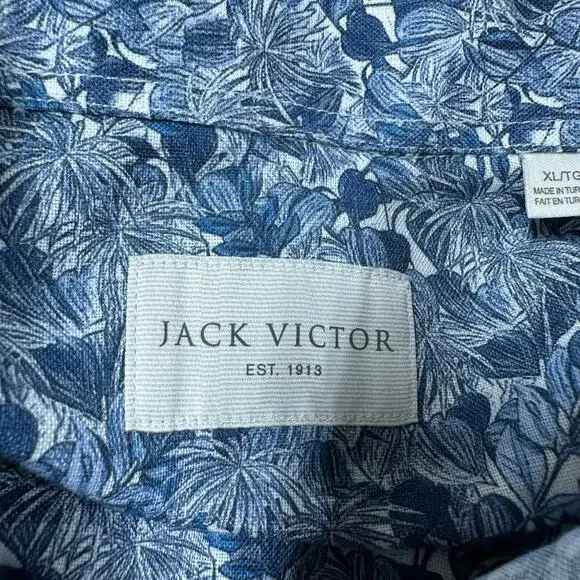 JACK VICTOR
EST. 1913
XL/TG
MADE IN TUR
FAIT EN TUR